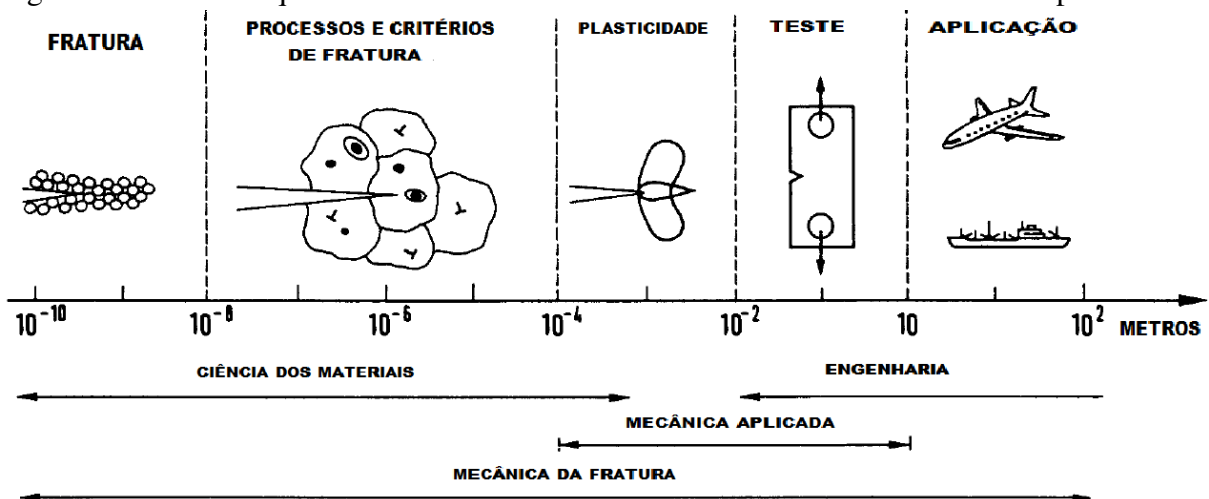 FRATURA
PROCESSOS E CRITÉRIOS
DE FRATURA
PLASTICIDADE
TESTE
APLICAÇÃO
10⁻¹⁰ 10⁻⁸ 10⁻⁶ 10⁻⁴ 10⁻² 10 10² METROS
CIÊNCIA DOS MATERIAIS
ENGENHARIA
MECÂNICA APLICADA
MECÂNICA DA FRATURA